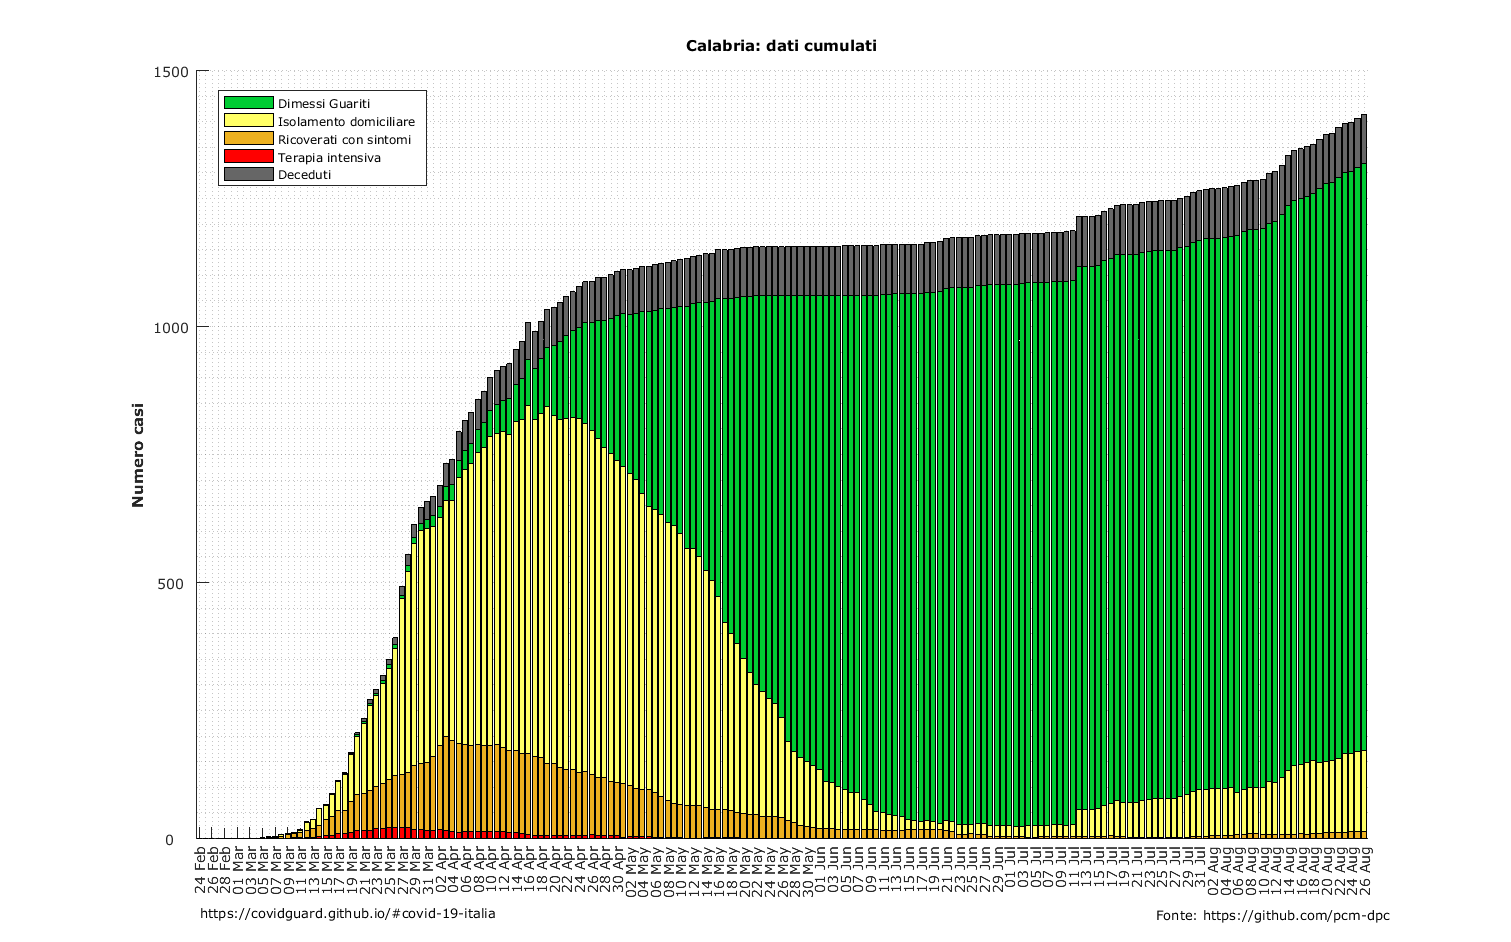 Calabria: dati cumulati
1500
1000
500
0
Numero casi
Dimessi Guariti
Isolamento domiciliare
Ricoverati con sintomi
Terapia intensiva
Deceduti
24 Feb
26 Feb
28 Feb
01 Mar
03 Mar
05 Mar
07 Mar
09 Mar
11 Mar
13 Mar
15 Mar
17 Mar
19 Mar
21 Mar
23 Mar
25 Mar
27 Mar
29 Mar
31 Mar
02 Apr
04 Apr
06 Apr
08 Apr
10 Apr
12 Apr
14 Apr
16 Apr
18 Apr
20 Apr
22 Apr
24 Apr
26 Apr
28 Apr
30 Apr
02 May
04 May
06 May
08 May
10 May
12 May
14 May
16 May
18 May
20 May
22 May
24 May
26 May
28 May
30 May
01 Jun
03 Jun
05 Jun
07 Jun
09 Jun
11 Jun
13 Jun
15 Jun
17 Jun
19 Jun
21 Jun
23 Jun
25 Jun
27 Jun
29 Jun
01 Jul
03 Jul
05 Jul
07 Jul
09 Jul
11 Jul
13 Jul
15 Jul
17 Jul
19 Jul
21 Jul
23 Jul
25 Jul
27 Jul
29 Jul
31 Jul
02 Aug
04 Aug
06 Aug
08 Aug
10 Aug
12 Aug
14 Aug
16 Aug
18 Aug
20 Aug
22 Aug
24 Aug
26 Aug
https://covidguard.github.io/#covid-19-italia
Fonte: https://github.com/pcm-dpc